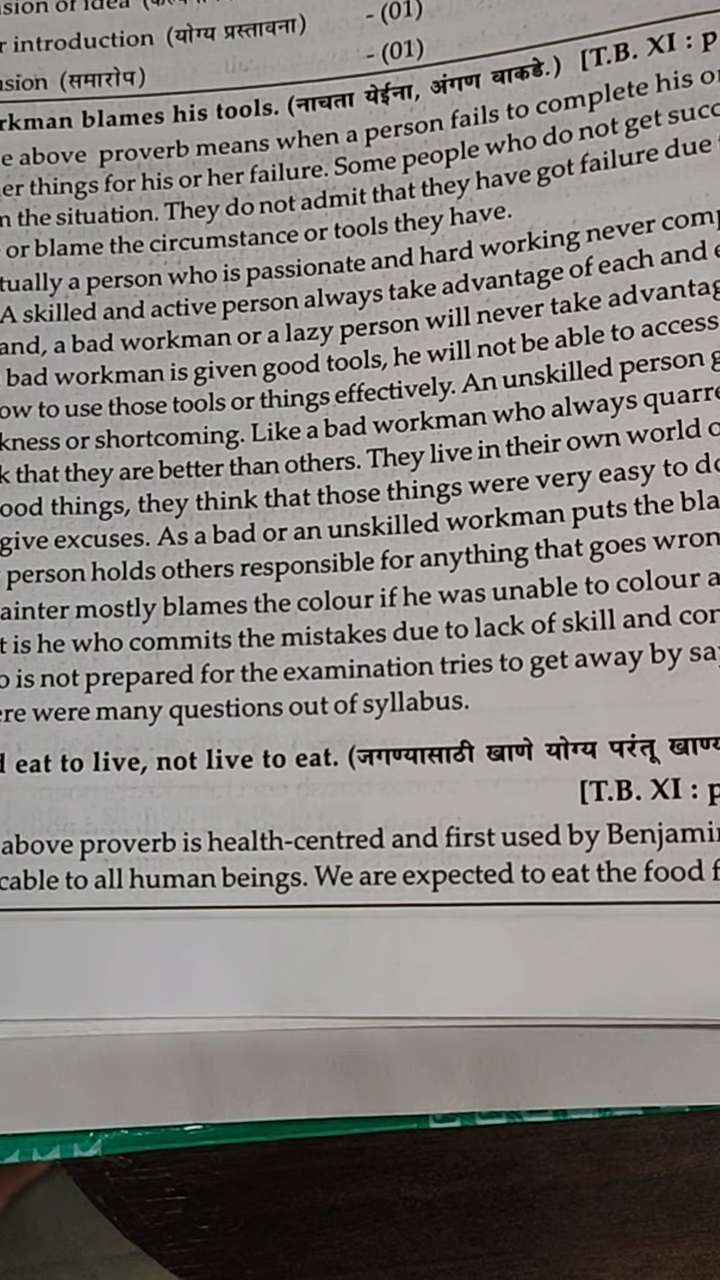 nsion of idea
r introduction (योग्य प्रस्तावना) - (01)
usion (समारोप) - (01)
rkman blames his tools. (नाचता येईना, अंगण वाकडे.) [T.B. XI : p
e above proverb means when a person fails to complete his o
er things for his or her failure. Some people who do not get succ
n the situation. They do not admit that they have got failure due
or blame the circumstance or tools they have.
tually a person who is passionate and hard working never comp
A skilled and active person always take advantage of each and e
and, a bad workman or a lazy person will never take advantag
bad workman is given good tools, he will not be able to access
ow to use those tools or things effectively. An unskilled person g
kness or shortcoming. Like a bad workman who always quarre
k that they are better than others. They live in their own world o
ood things, they think that those things were very easy to do
give excuses. As a bad or an unskilled workman puts the bla
person holds others responsible for anything that goes wron
ainter mostly blames the colour if he was unable to colour a
t is he who commits the mistakes due to lack of skill and con
o is not prepared for the examination tries to get away by sa
ere were many questions out of syllabus.
d eat to live, not live to eat. (जगण्यासाठी खाणे योग्य परंतू खाण्य
[T.B. XI : p
above proverb is health-centred and first used by Benjamin
cable to all human beings. We are expected to eat the food f